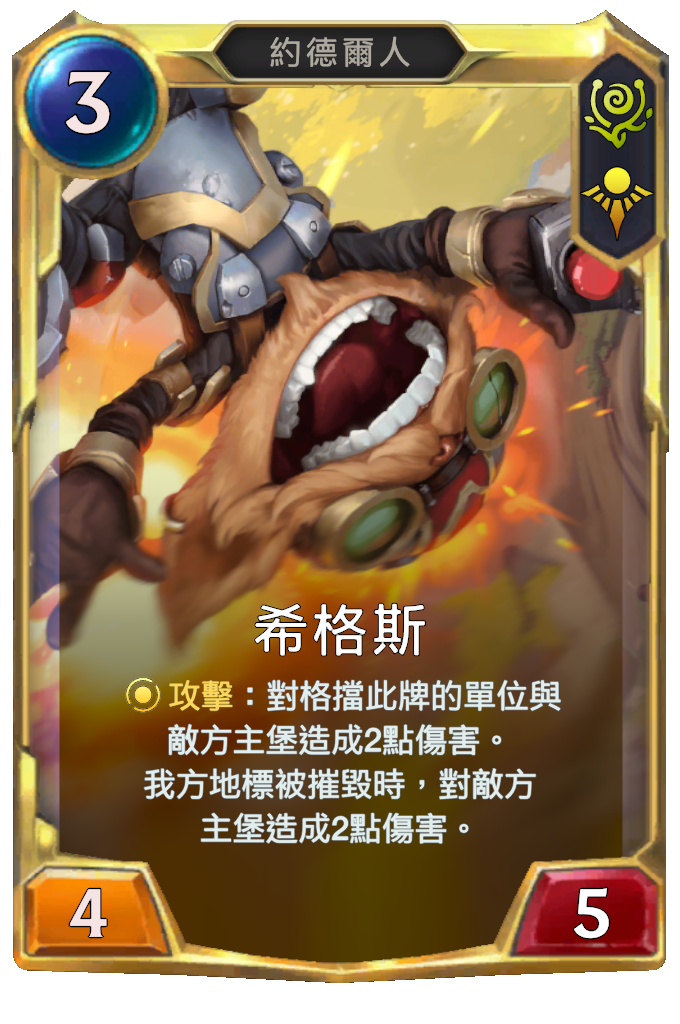 約德爾人
3
希格斯
攻擊：對格擋此牌的單位與
敵方主堡造成2點傷害。
我方地標被摧毀時，對敵方
主堡造成2點傷害。
4
5